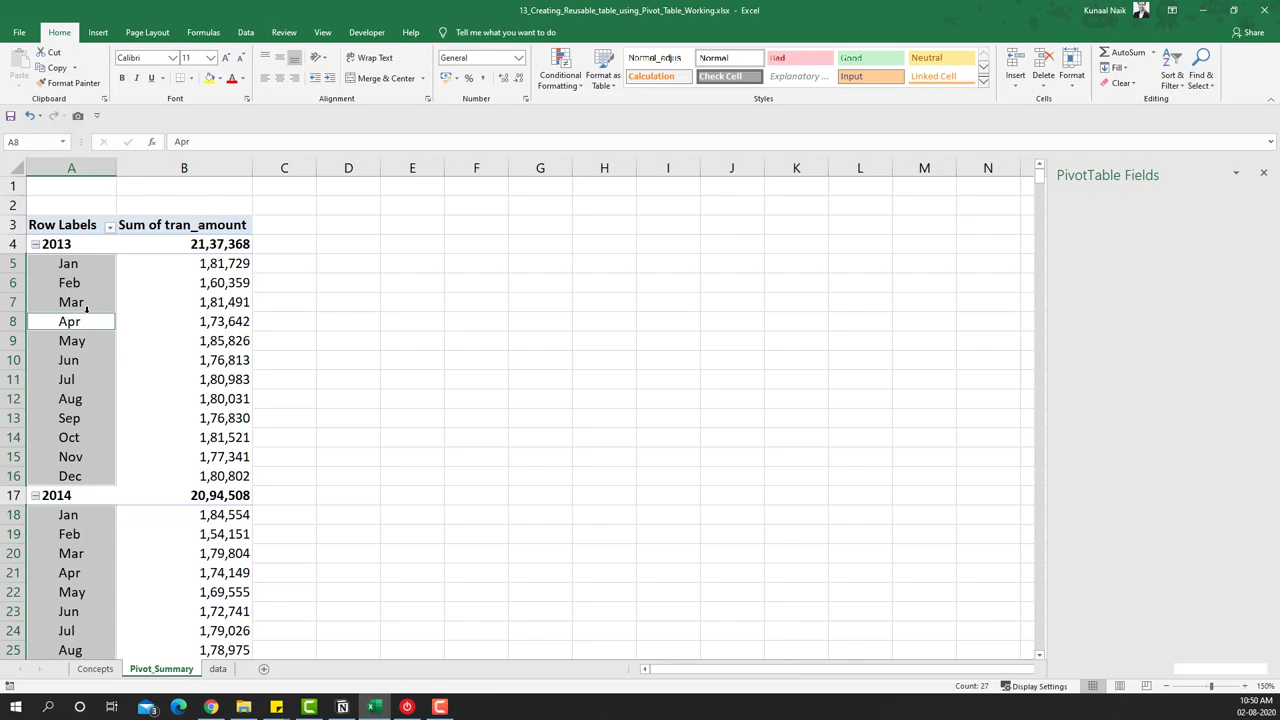 13_Creating_Reusable_table_using_Pivot_Table_Working.xlsx - Excel
Kunaal Naik
File Home Insert Page Layout Formulas Data Review View Developer Help Tell me what you want to do Share
Cut
Copy
Format Painter
Paste
Clipboard
Calibri 11
B I U
Font
Wrap Text
Merge & Center
Alignment
General
Number
Conditional Formatting
Format as Table
Normal_adjus Normal Bad Good Neutral
Calculation Check Cell Explanatory ... Input Linked Cell
Styles
Insert Delete Format
Cells
AutoSum
Fill
Clear
Sort & Filter
Find & Select
Editing
A8 fx Apr
A B C D E F G H I J K L M N
PivotTable Fields
1
2
3 Row Labels Sum of tran_amount
4 2013 21,37,368
5 Jan 1,81,729
6 Feb 1,60,359
7 Mar 1,81,491
8 Apr 1,73,642
9 May 1,85,826
10 Jun 1,76,813
11 Jul 1,80,983
12 Aug 1,80,031
13 Sep 1,76,830
14 Oct 1,81,521
15 Nov 1,77,341
16 Dec 1,80,802
17 2014 20,94,508
18 Jan 1,84,554
19 Feb 1,54,151
20 Mar 1,79,804
21 Apr 1,74,149
22 May 1,69,555
23 Jun 1,72,741
24 Jul 1,79,026
25 Aug 1,78,975
Concepts Pivot_Summary data
Count: 27 Display Settings 150%
10:50 AM
02-08-2020